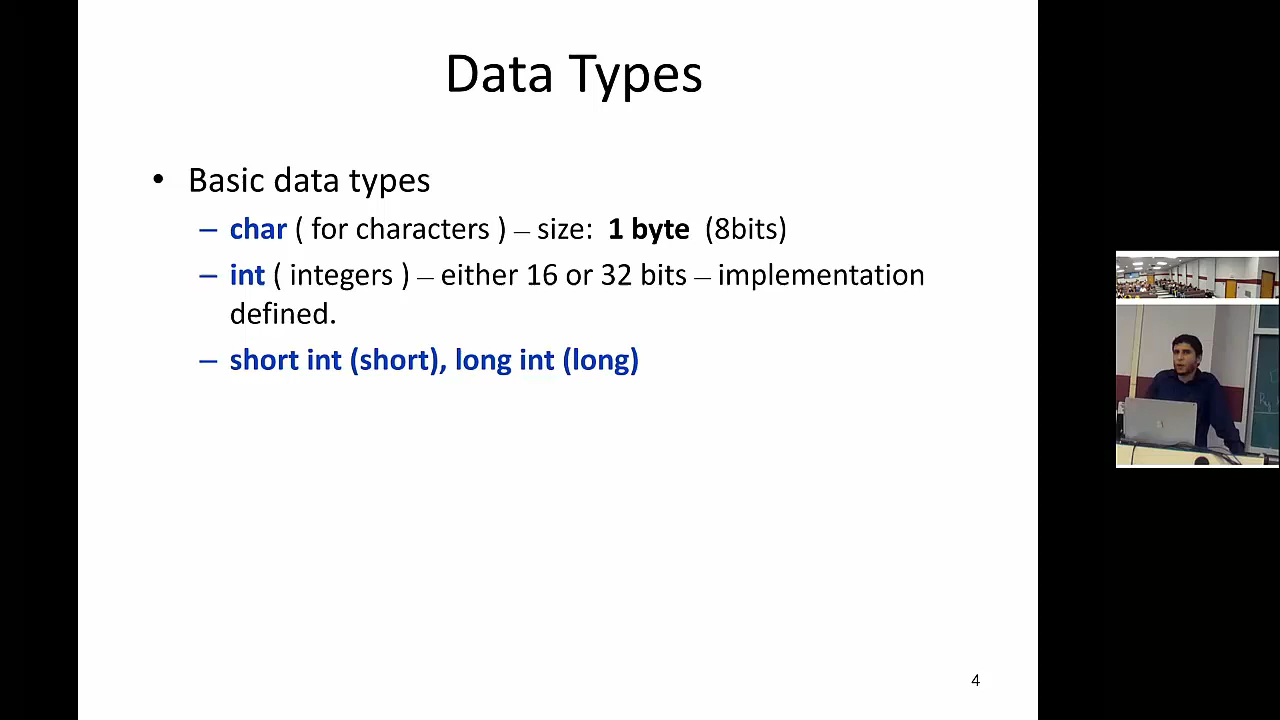 Data Types
• Basic data types
– char ( for characters ) – size: 1 byte (8bits)
– int ( integers ) – either 16 or 32 bits – implementation
defined.
– short int (short), long int (long)
4